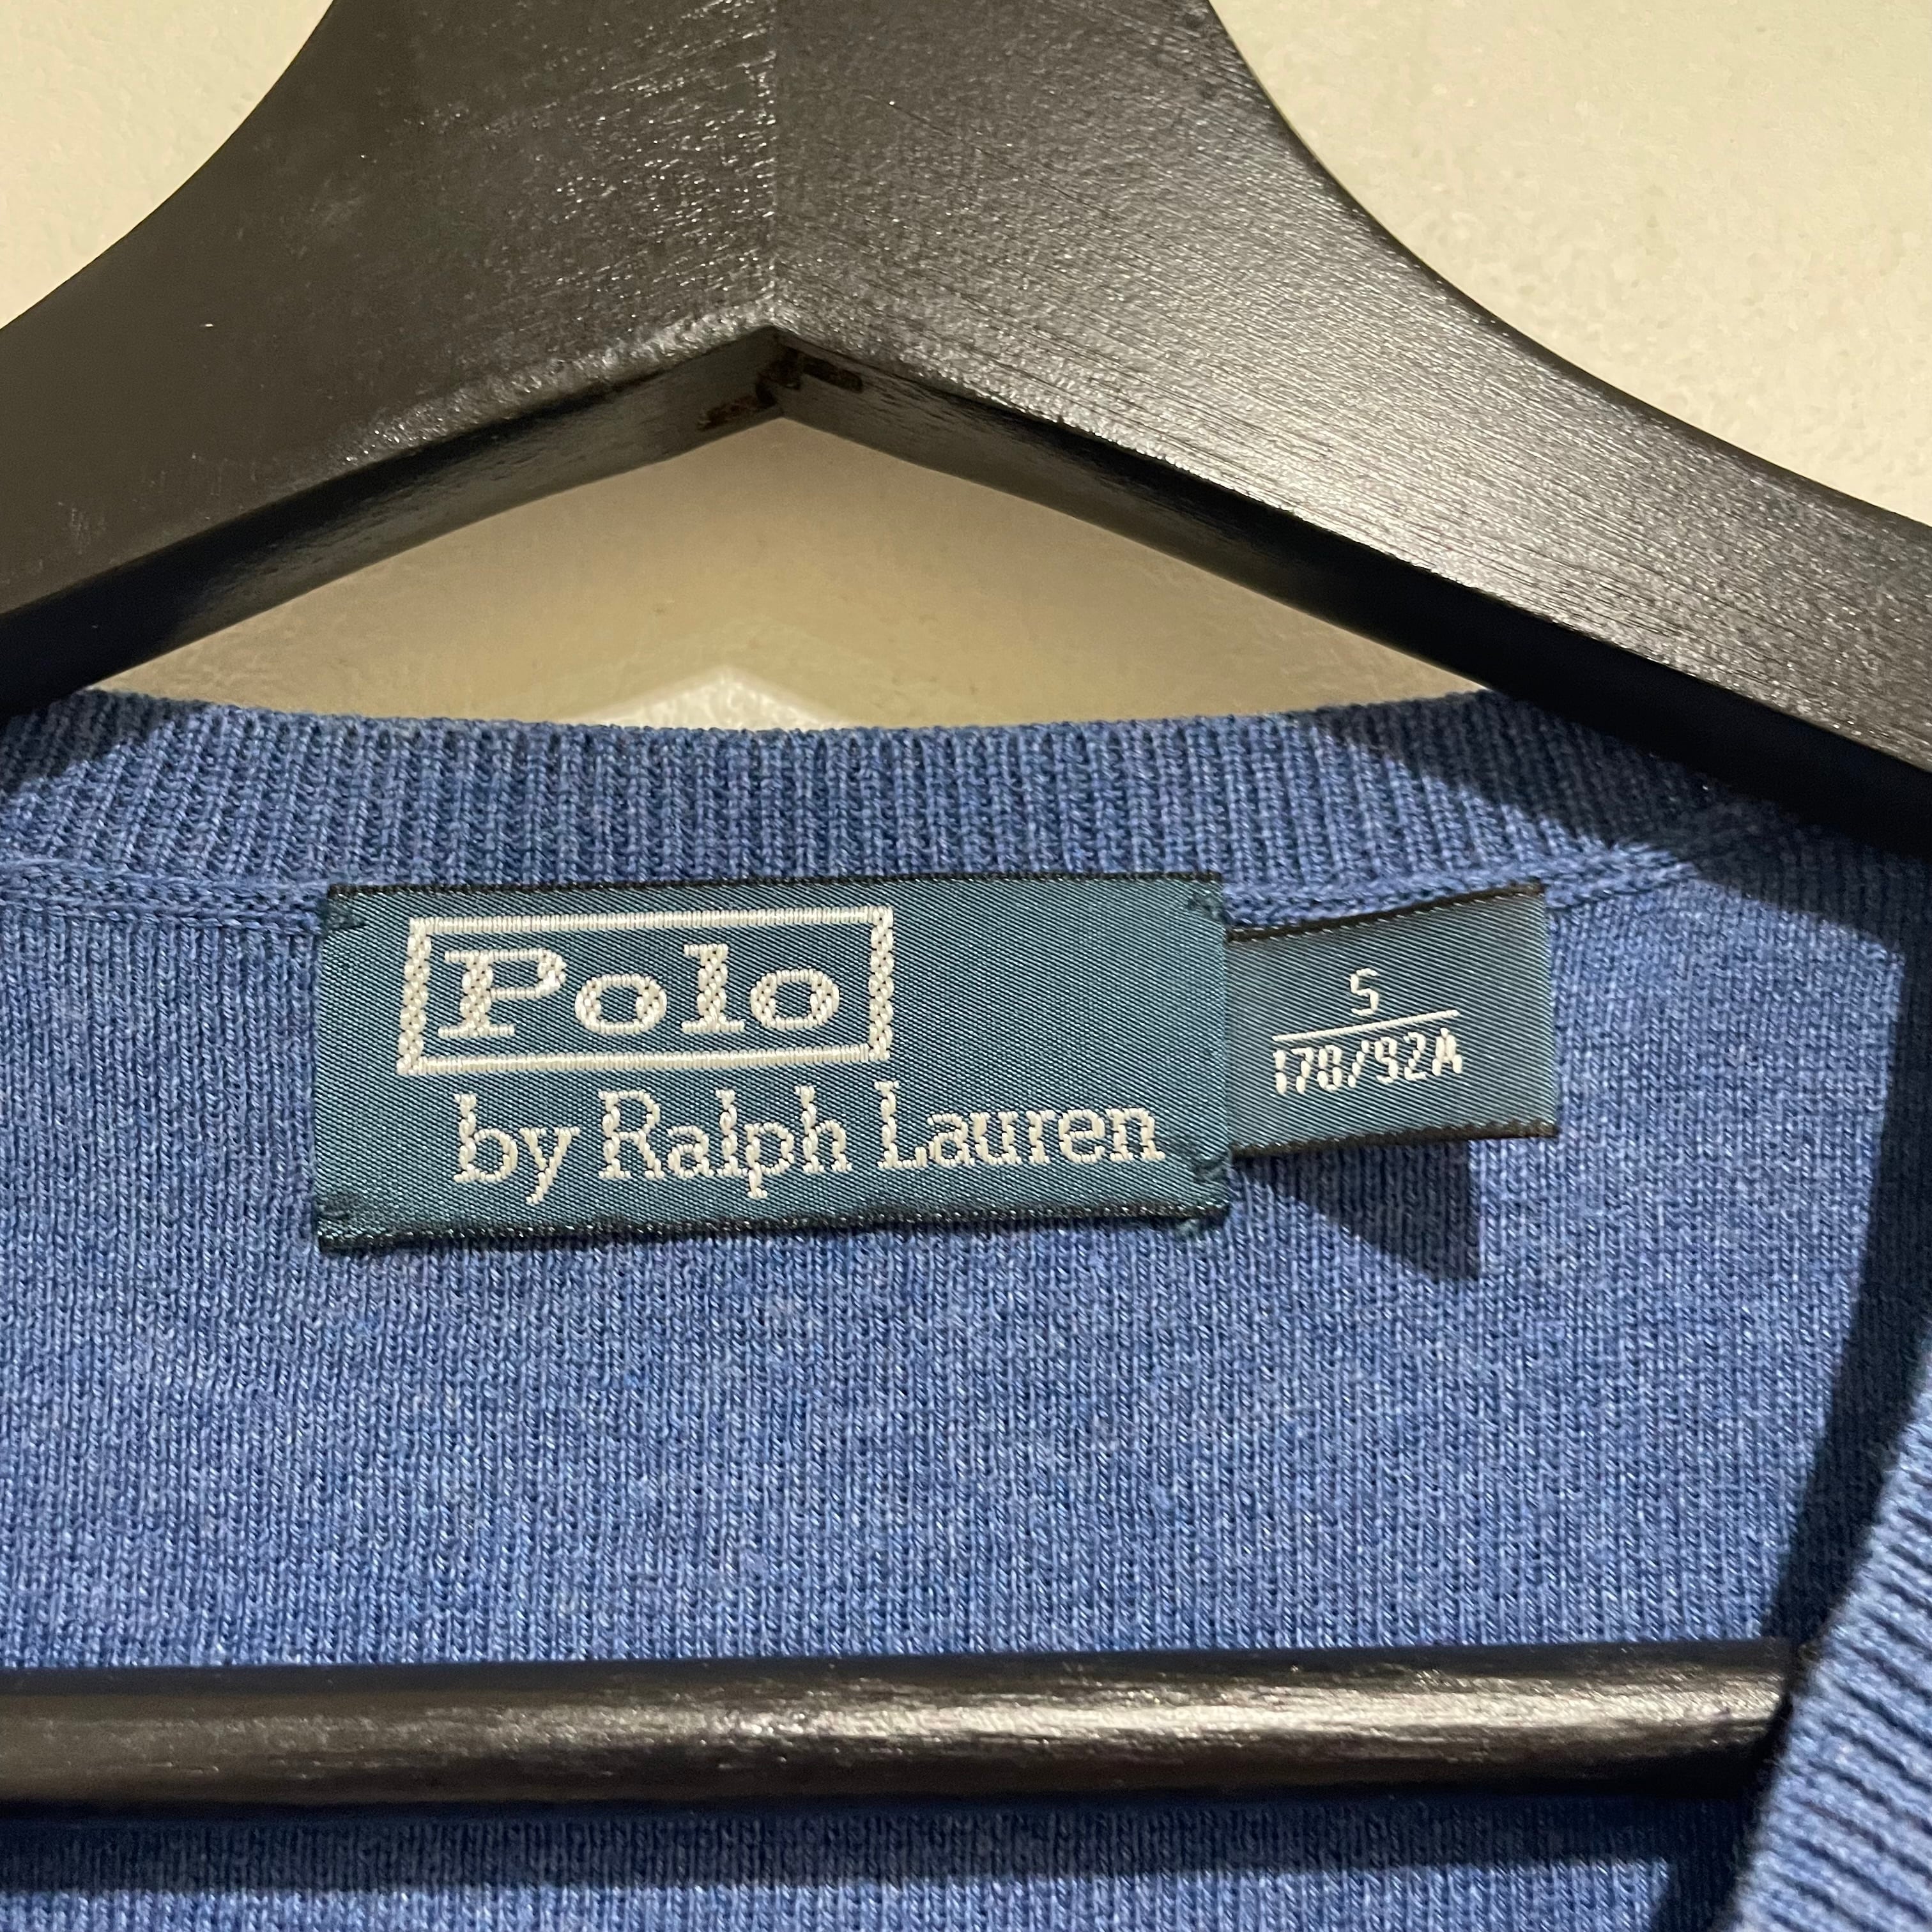 Polo
by Ralph Lauren
S
170/92A